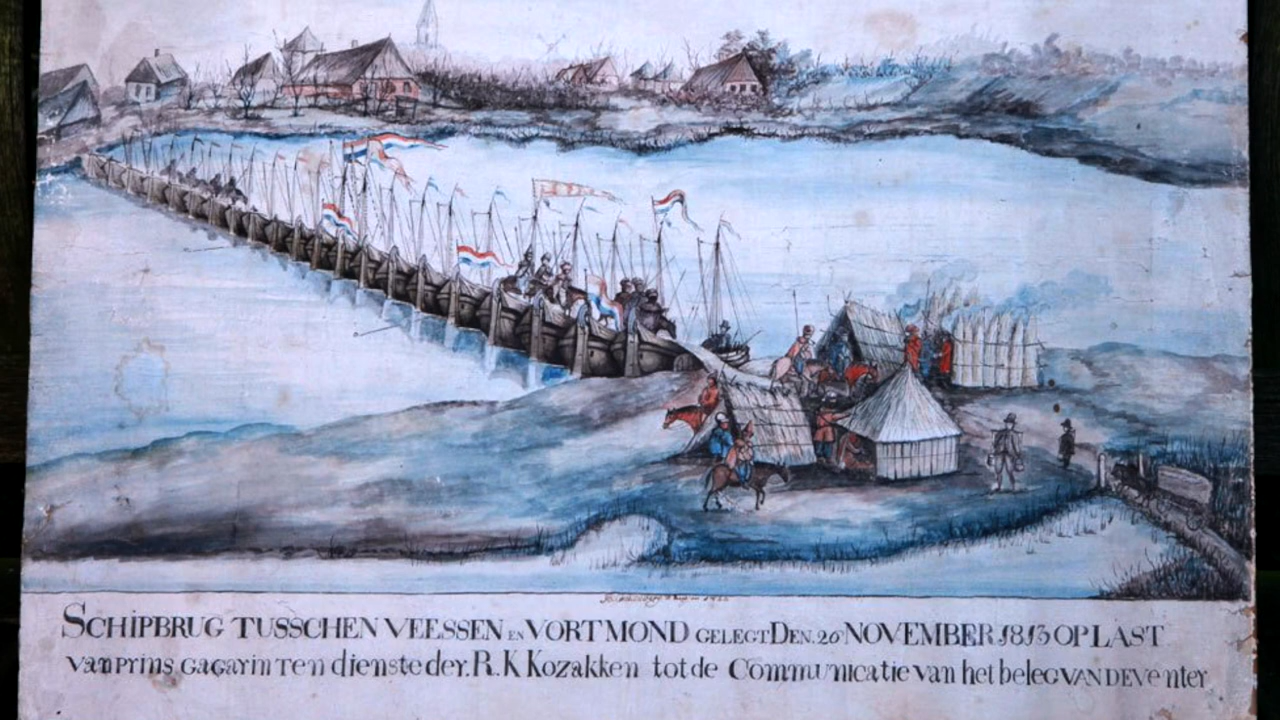 SCHIPBRUG TUSSCHEN VEESSEN EN VORTMOND GELEGT DEN. 26 NOVEMBER 1813 OP LAST
van Prins Gagarin Ten dienste der. R. K Kozakken tot de Communicatie van het beleg VAN DEVenter